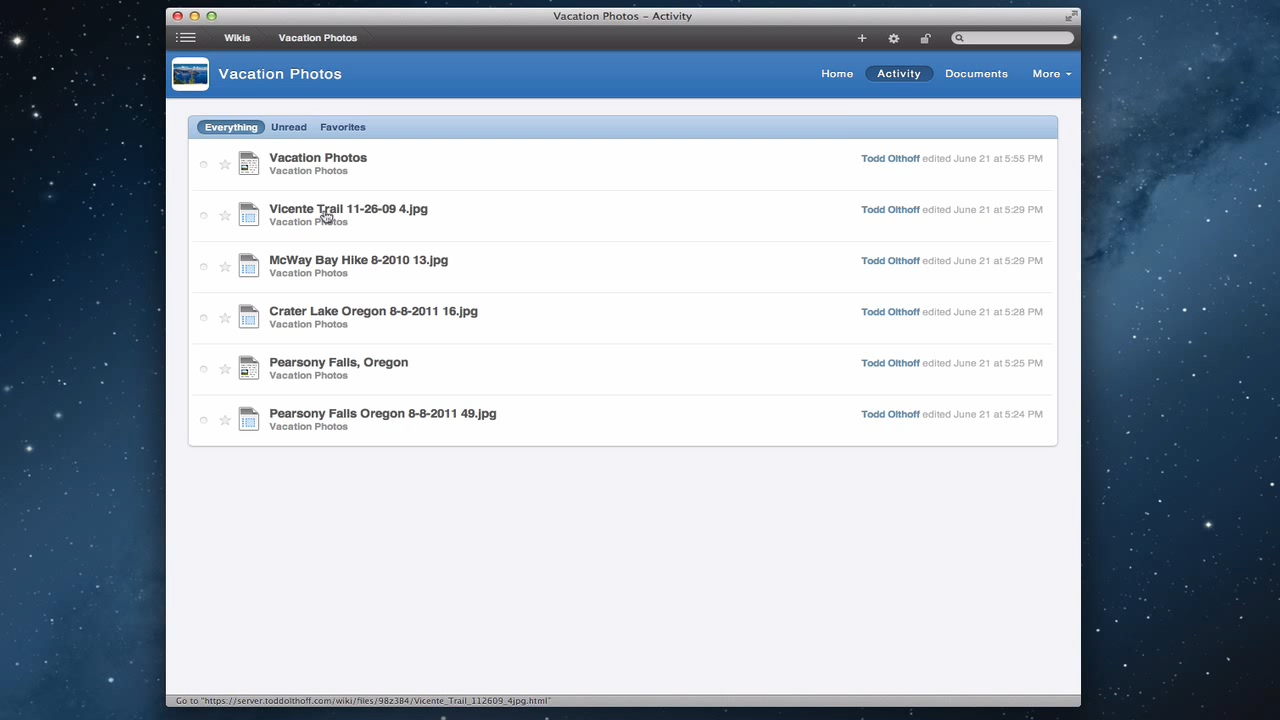 Vacation Photos – Activity
Wikis Vacation Photos
Vacation Photos Home Activity Documents More
Everything Unread Favorites
Vacation Photos Todd Olthoff edited June 21 at 5:55 PM
Vacation Photos
Vicente Trail 11-26-09 4.jpg Todd Olthoff edited June 21 at 5:29 PM
Vacation Photos
McWay Bay Hike 8-2010 13.jpg Todd Olthoff edited June 21 at 5:29 PM
Vacation Photos
Crater Lake Oregon 8-8-2011 16.jpg Todd Olthoff edited June 21 at 5:28 PM
Vacation Photos
Pearsony Falls, Oregon Todd Olthoff edited June 21 at 5:25 PM
Vacation Photos
Pearsony Falls Oregon 8-8-2011 49.jpg Todd Olthoff edited June 21 at 5:24 PM
Vacation Photos
Go to "https://server.toddolthoff.com/wiki/files/98z3B4/Vicente_Trail_112609_4jpg.html"